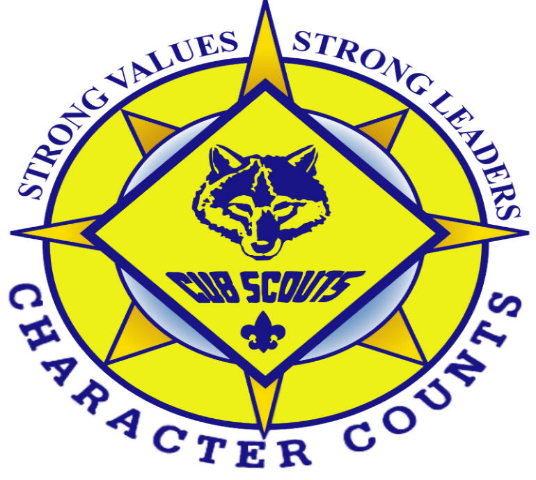 STRONG VALUES STRONG LEADERS
CUB SCOUTS
CHARACTER COUNTS